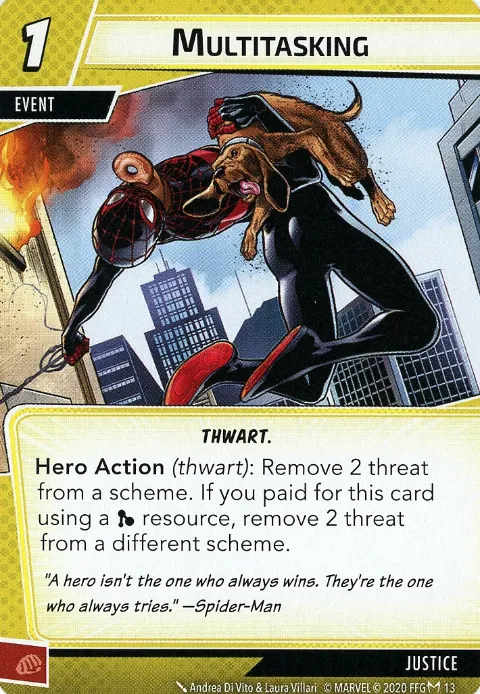 1
MULTITASKING
EVENT
THWART.
Hero Action (thwart): Remove 2 threat
from a scheme. If you paid for this card
using a resource, remove 2 threat
from a different scheme.
"A hero isn't the one who always wins. They're the one
who always tries." —Spider-Man
JUSTICE
Andrea Di Vito & Laura Villari © MARVEL © 2020 FFG 13